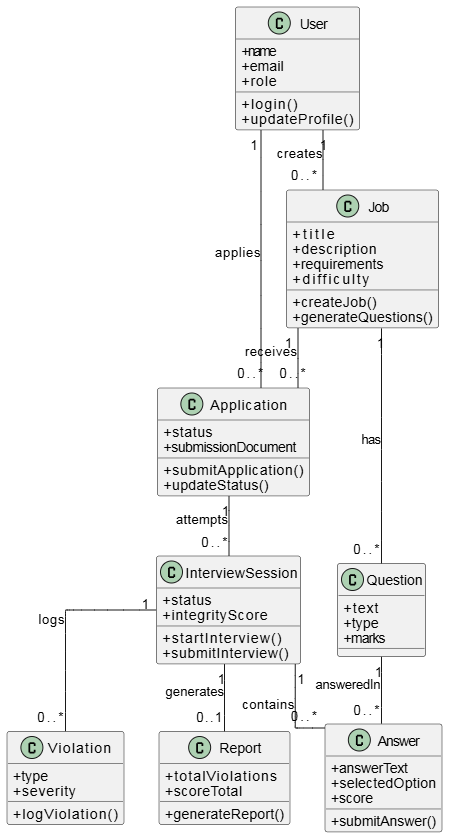 C User
+name
+email
+role
+login()
+updateProfile()
1
1
creates
0..*
C Job
+title
+description
+requirements
+difficulty
+createJob()
+generateQuestions()
applies
1
1
receives
0..*
0..*
C Application
+status
+submissionDocument
+submitApplication()
+updateStatus()
has
1
attempts
0..*
0..*
C InterviewSession
+status
+integrityScore
+startInterview()
+submitInterview()
C Question
+text
+type
+marks
1
logs
1
1
1
generates
contains
answeredIn
0..*
0..1
0..*
0..*
C Violation
+type
+severity
+logViolation()
C Report
+totalViolations
+scoreTotal
+generateReport()
C Answer
+answerText
+selectedOption
+score
+submitAnswer()